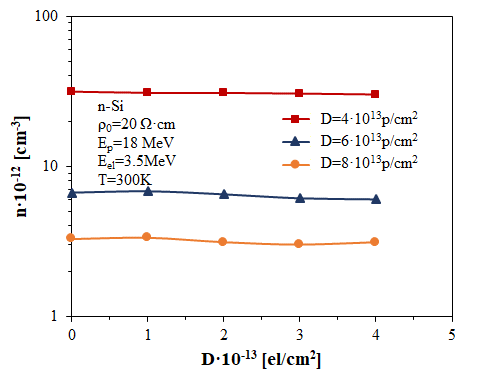 100
10
1
n·10⁻¹² [cm⁻³]
n-Si
ρ₀=20 Ω·cm
Eₚ=18 MeV
Eₑₗ=3.5MeV
T=300K
D=4·10¹³p/cm²
D=6·10¹³p/cm²
D=8·10¹³p/cm²
0 1 2 3 4 5
D·10⁻¹³ [el/cm²]